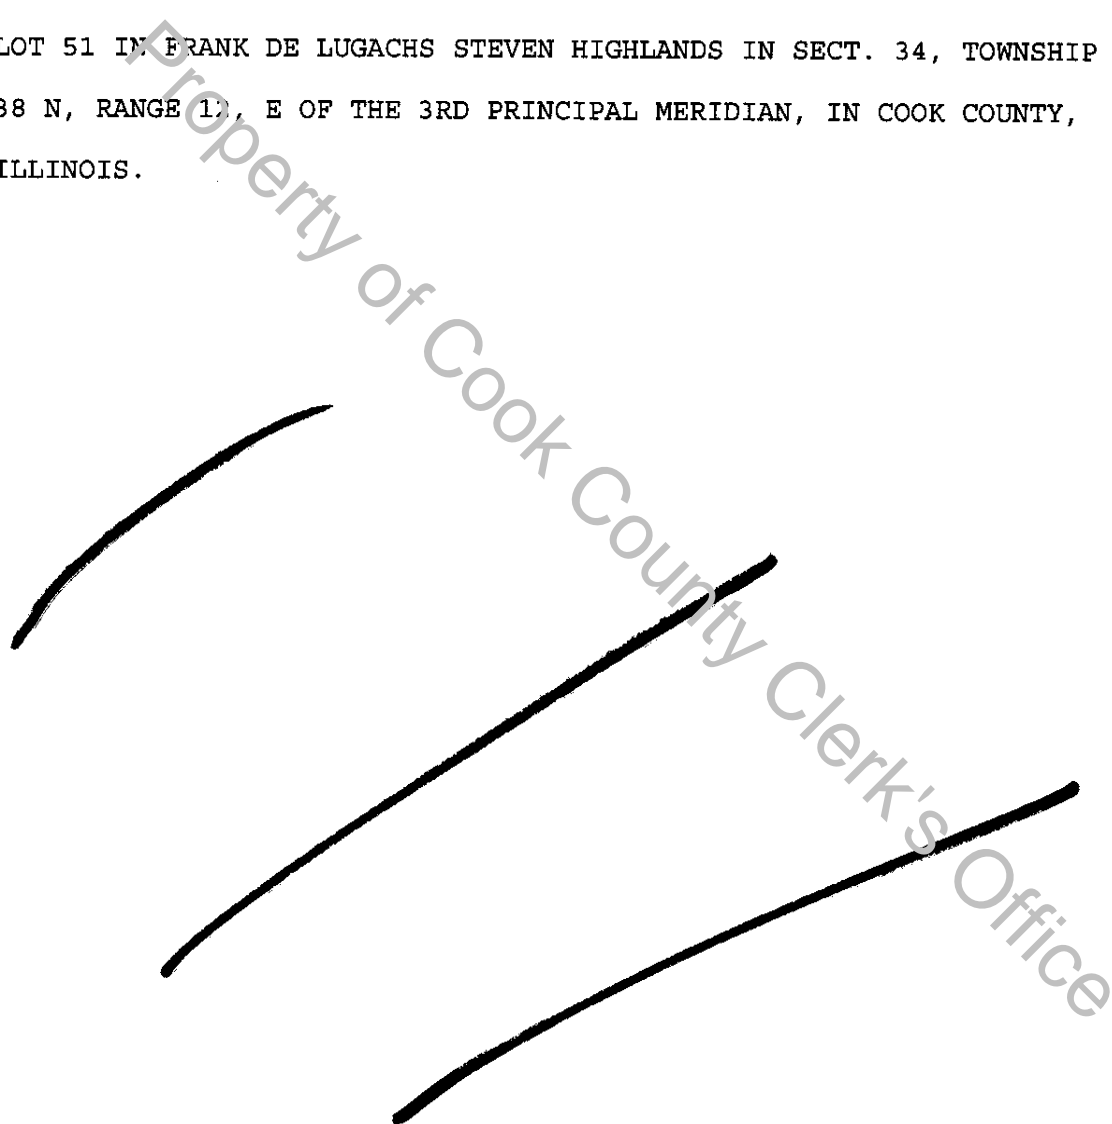 LOT 51 IN FRANK DE LUGACHS STEVEN HIGHLANDS IN SECT. 34, TOWNSHIP
38 N, RANGE 12, E OF THE 3RD PRINCIPAL MERIDIAN, IN COOK COUNTY,
ILLINOIS.
Property of Cook County Clerk's Office